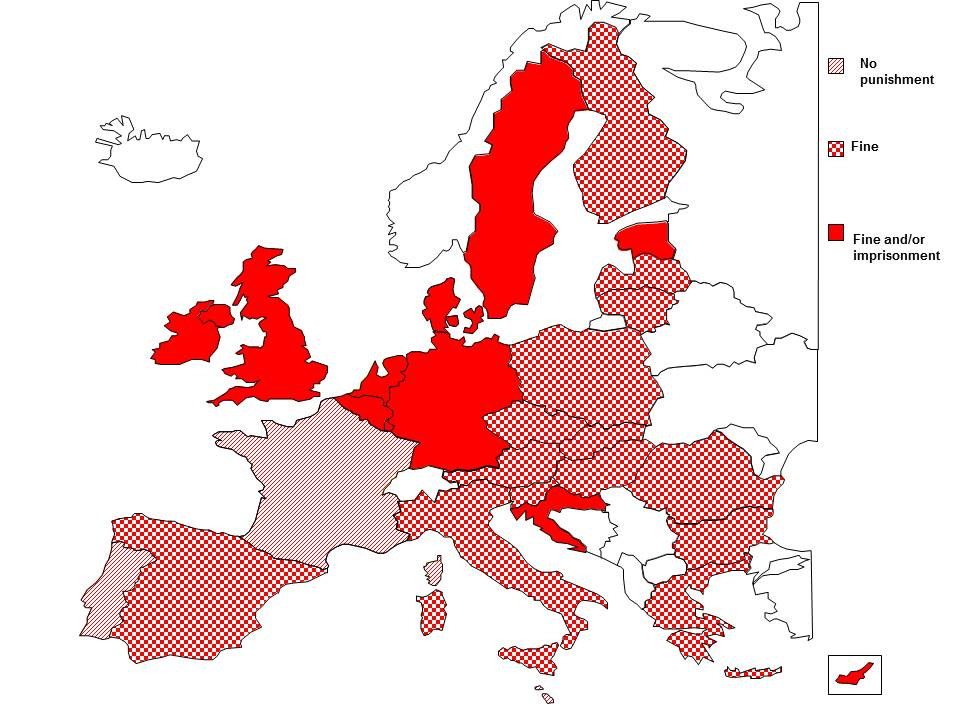 No
punishment
Fine
Fine and/or
imprisonment